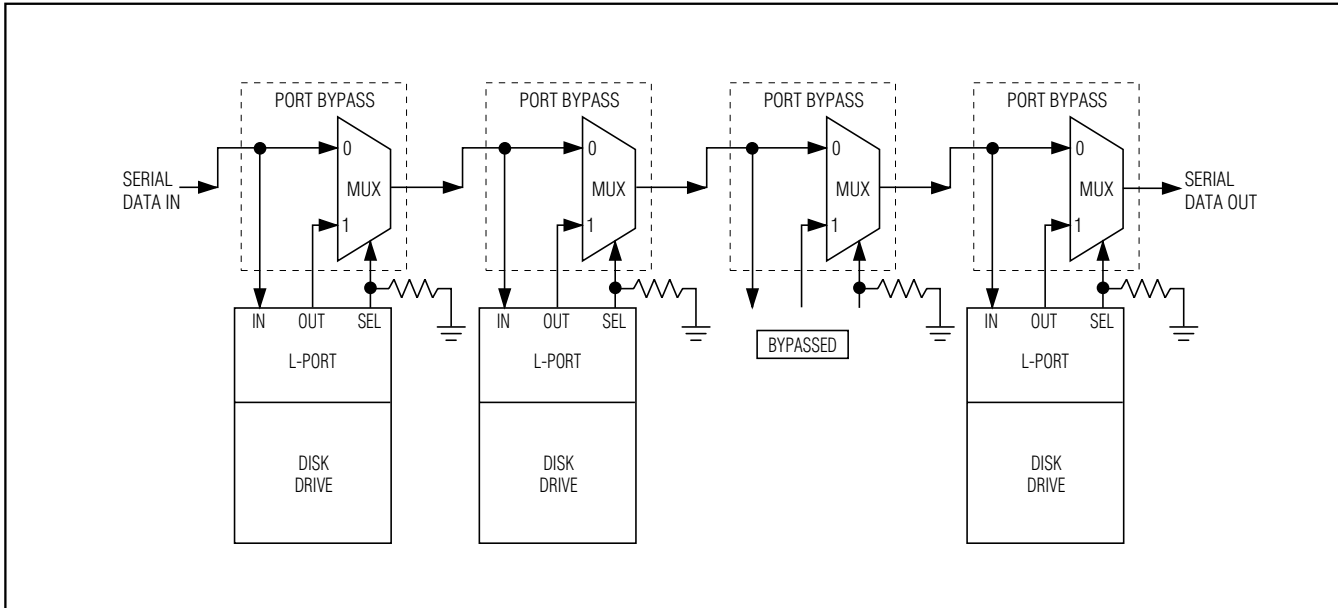 PORT BYPASS
PORT BYPASS
PORT BYPASS
PORT BYPASS
0
0
0
0
SERIAL
DATA IN
MUX
MUX
MUX
MUX
SERIAL
DATA OUT
1
1
1
1
IN OUT SEL
IN OUT SEL
IN OUT SEL
BYPASSED
L-PORT
L-PORT
L-PORT
DISK
DRIVE
DISK
DRIVE
DISK
DRIVE